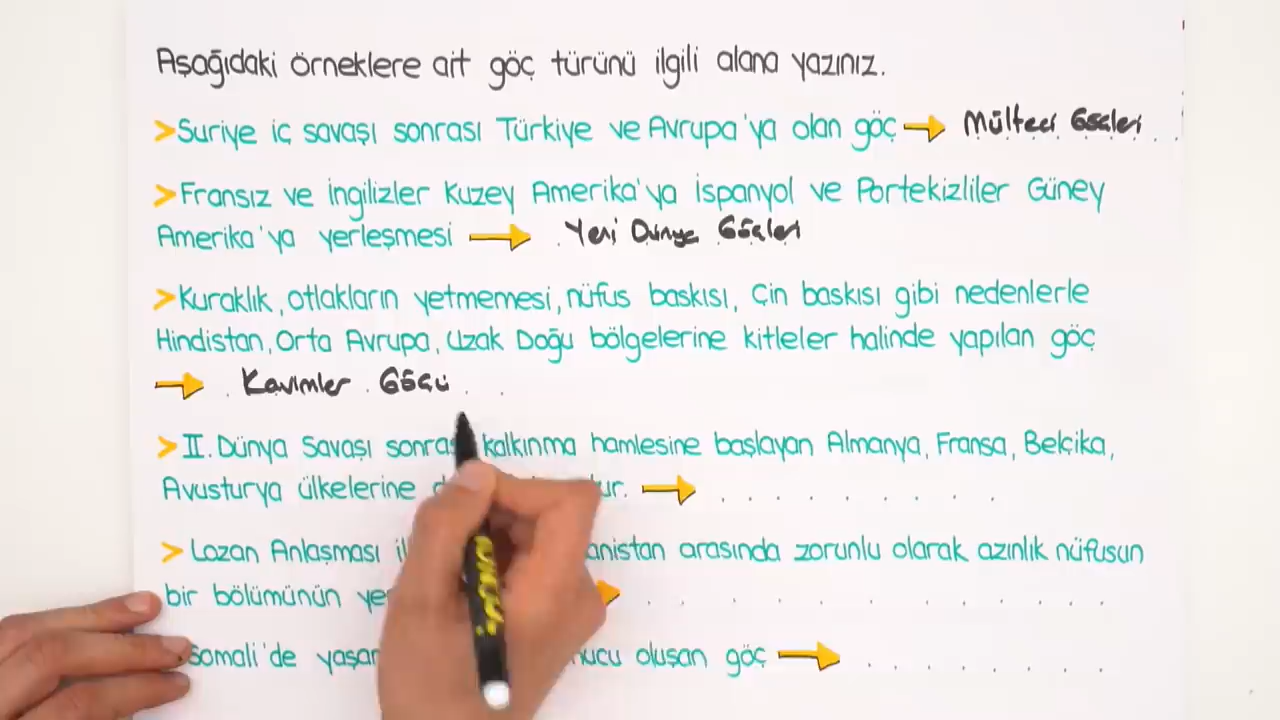 Aşağıdaki örneklere ait göç türünü ilgili alana yazınız.
>Suriye iç savaşı sonrası Türkiye ve Avrupa'ya olan göç → Mülteci Göçleri
>Fransız ve İngilizler Kuzey Amerika'ya İspanyol ve Portekizliler Güney
Amerika'ya yerleşmesi → Yeni Dünya Göçleri
>Kuraklık, otlakların yetmemesi, nüfus baskısı, Çin baskısı gibi nedenlerle
Hindistan, Orta Avrupa, Uzak Doğu bölgelerine kitleler halinde yapılan göç
→ Kavimler Göçü
>II. Dünya Savaşı kalkınma hamlesine başlayan Almanya, Fransa, Belçika,
Avusturya ülkelerine → . . . . . . . . .
>Lozan Anlaşması arasında zorunlu olarak azınlık nüfusun
bir bölümünün → . . . . . . . . . . . .
Somali'de oluşan göç → . . . . . . . .